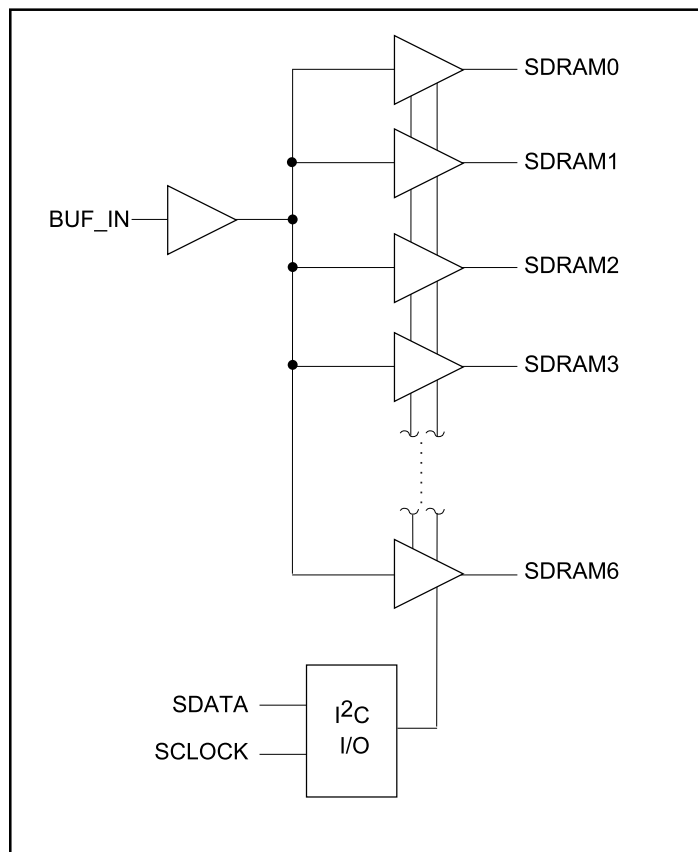 SDRAM0
SDRAM1
BUF_IN
SDRAM2
SDRAM3
SDRAM6
SDATA
I²C
SCLOCK
I/O